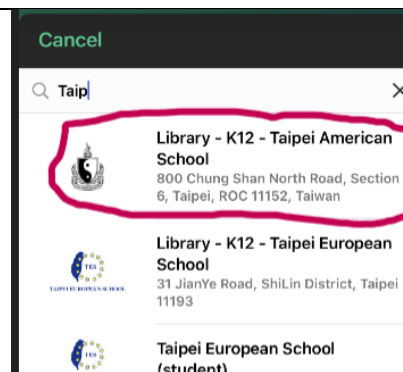 Cancel
Taip
Library - K12 - Taipei American
School
800 Chung Shan North Road, Section
6, Taipei, ROC 11152, Taiwan
Library - K12 - Taipei European
School
31 JianYe Road, ShiLin District, Taipei
11193
TES
TAIPEI EUROPEAN SCHOOL
Taipei European School
(student)
TES